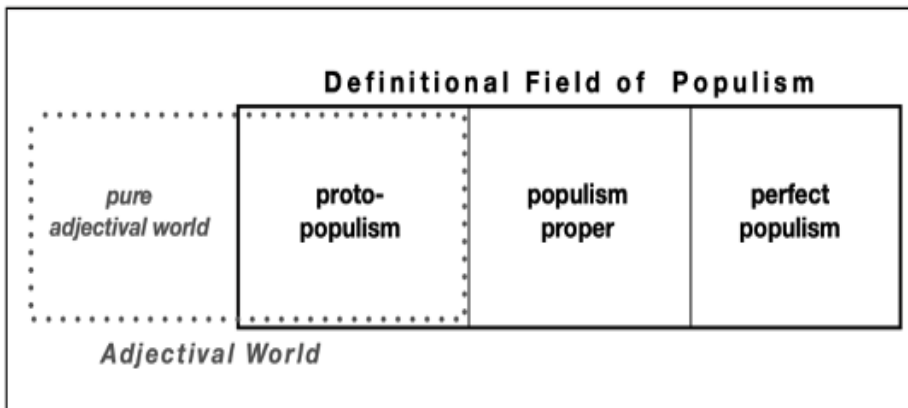 Definitional Field of Populism
pure
adjectival world
proto-
populism
populism
proper
perfect
populism
Adjectival World